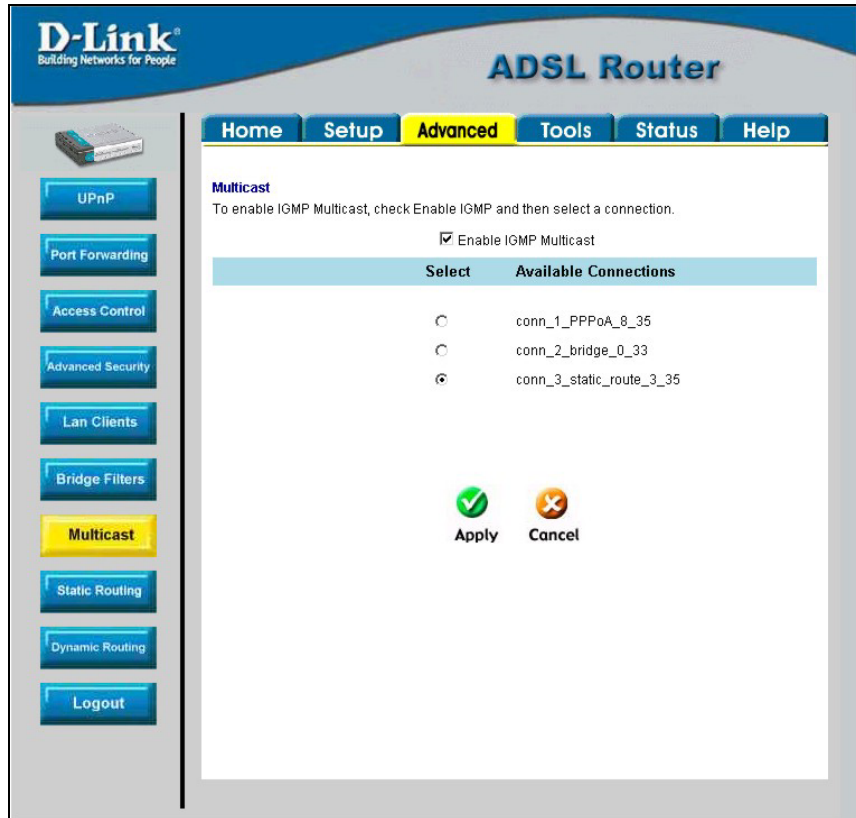 D-Link®
Building Networks for People
ADSL Router
Home Setup Advanced Tools Status Help
UPnP
Port Forwarding
Access Control
Advanced Security
Lan Clients
Bridge Filters
Multicast
Static Routing
Dynamic Routing
Logout
Multicast
To enable IGMP Multicast, check Enable IGMP and then select a connection.
Enable IGMP Multicast
Select Available Connections
conn_1_PPPoA_8_35
conn_2_bridge_0_33
conn_3_static_route_3_35
Apply Cancel